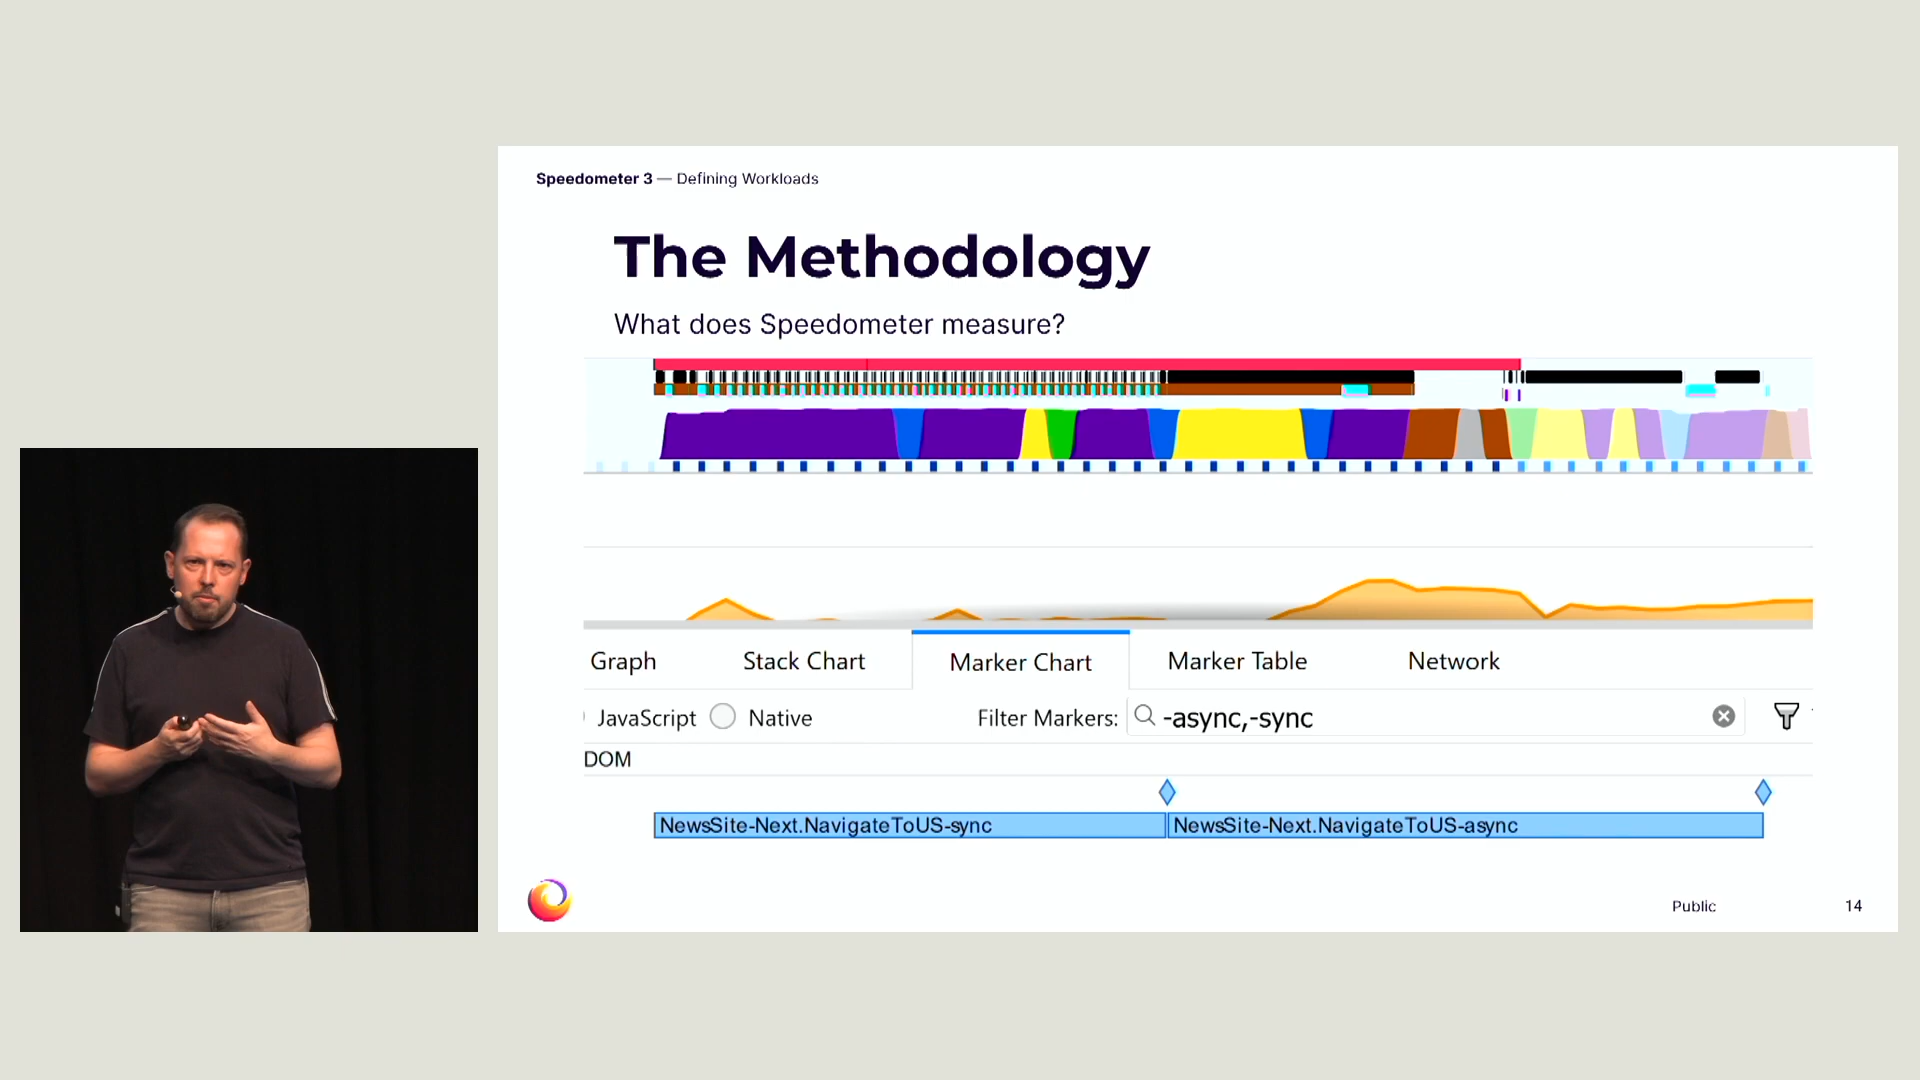 Speedometer 3 — Defining Workloads
The Methodology
What does Speedometer measure?
Graph Stack Chart Marker Chart Marker Table Network
JavaScript Native Filter Markers: -async,-sync
DOM
NewsSite-Next.NavigateToUS-sync NewsSite-Next.NavigateToUS-async
Public 14